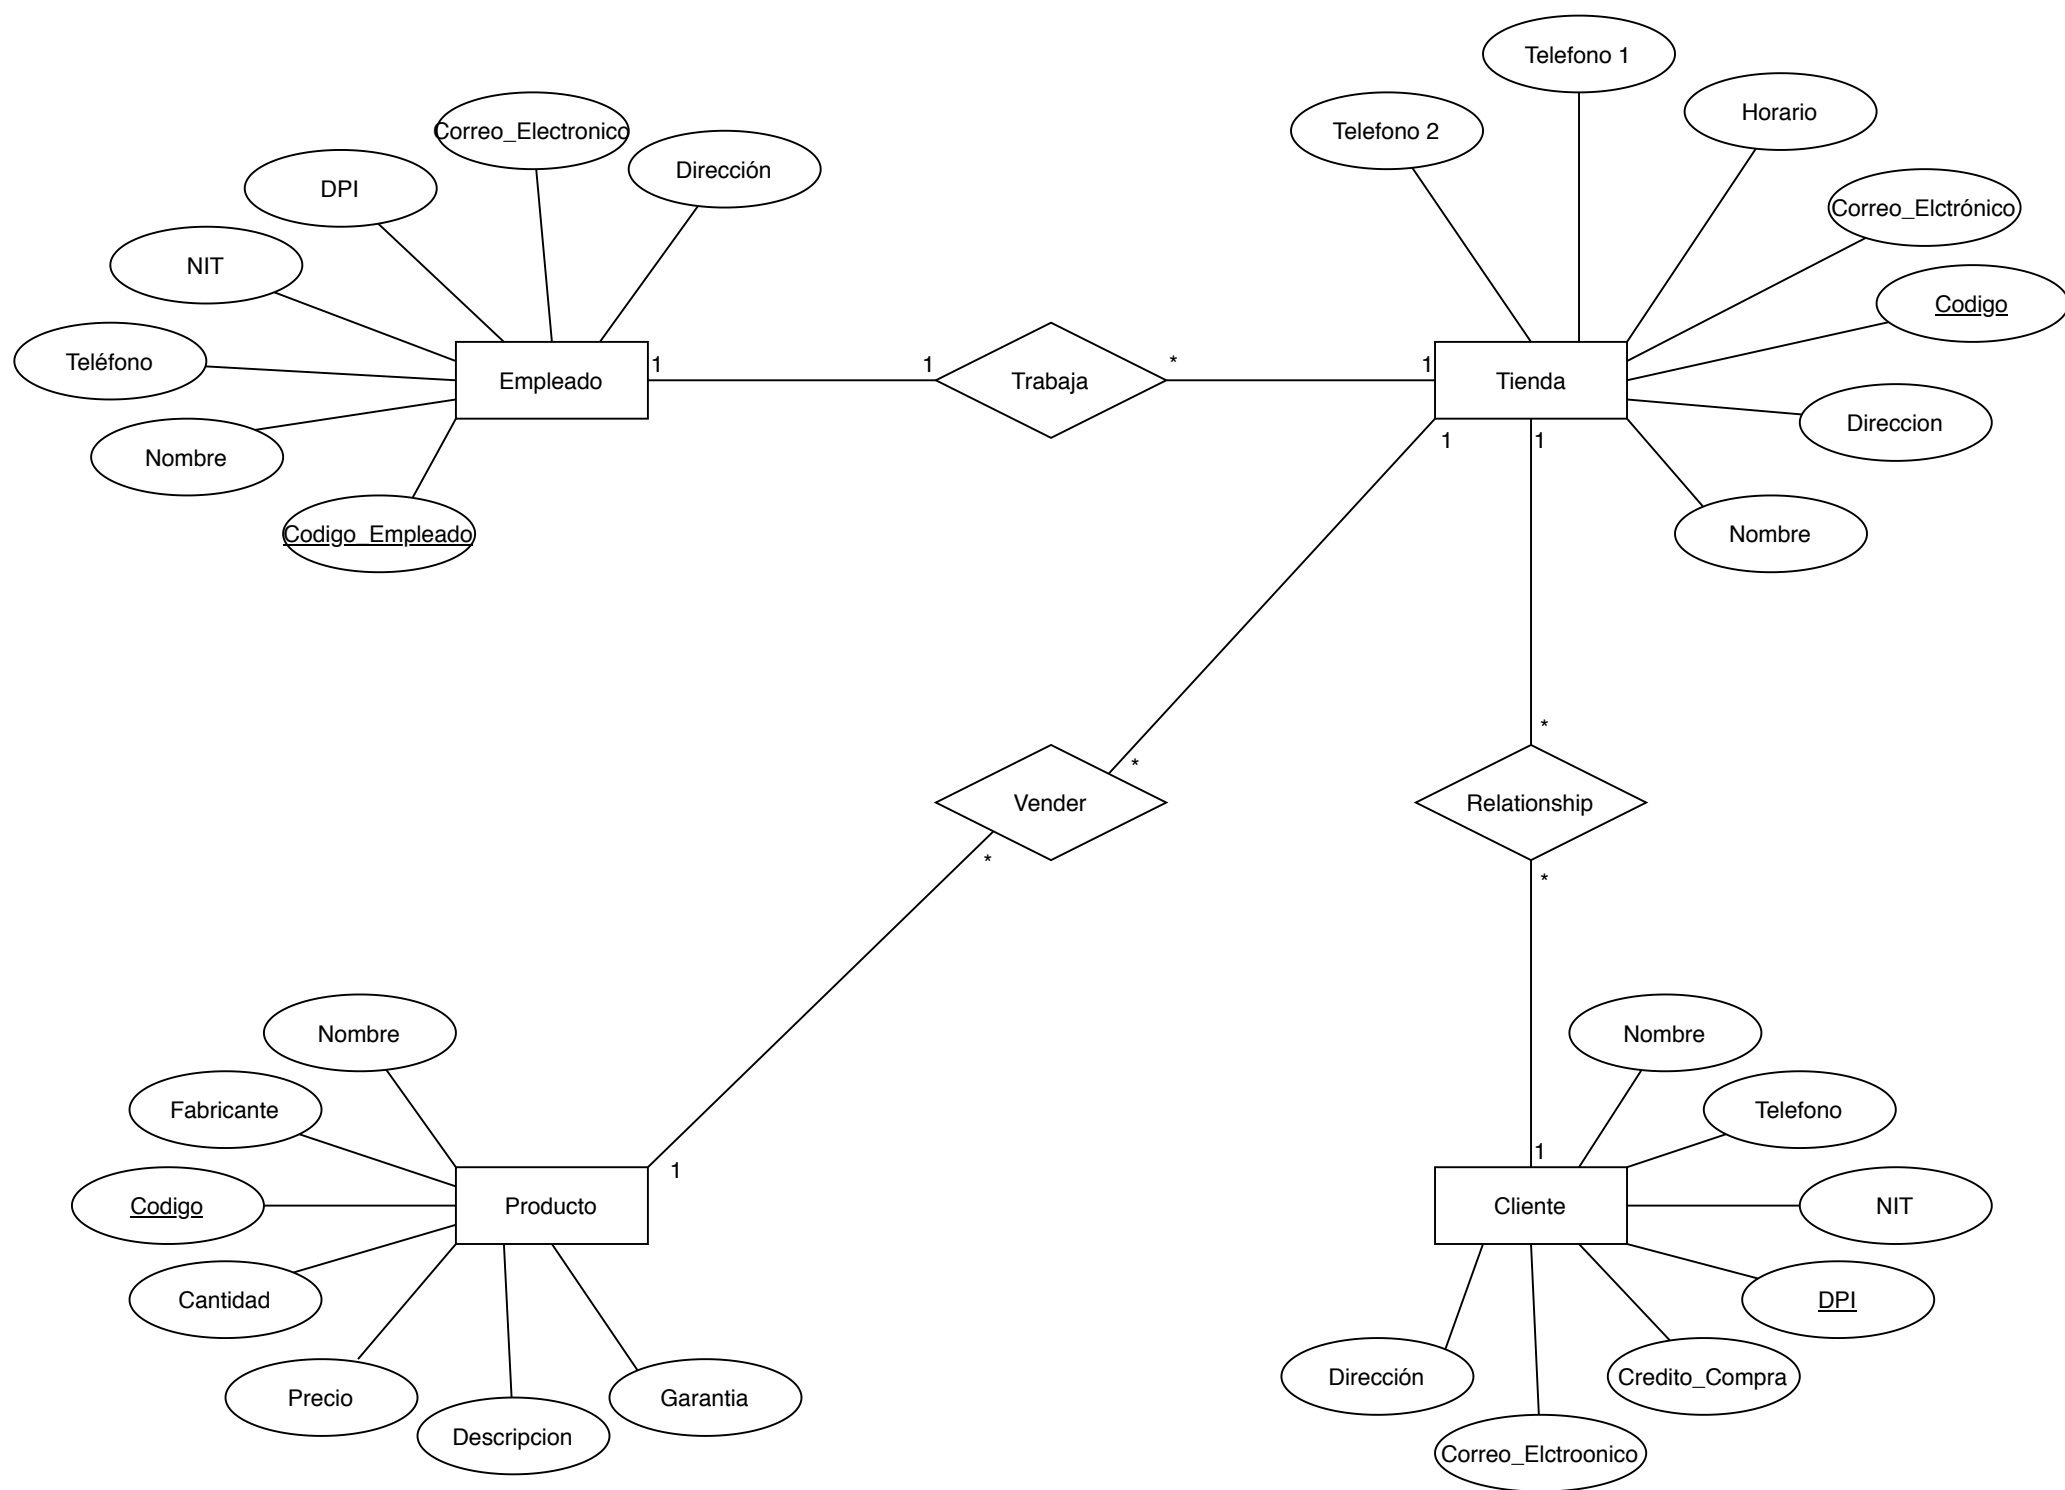 Telefono 1
Correo_Electronico
Telefono 2
Horario
DPI
Dirección
Correo_Elctrónico
NIT
Codigo
Teléfono
Empleado
1
1
Trabaja
*
1
Tienda
Direccion
1
1
Nombre
Codigo_Empleado
Nombre
*
*
Vender
Relationship
*
*
Nombre
Nombre
Fabricante
Telefono
1
1
Codigo
Producto
Cliente
NIT
Cantidad
DPI
Precio
Garantia
Dirección
Credito_Compra
Descripcion
Correo_Elctroonico